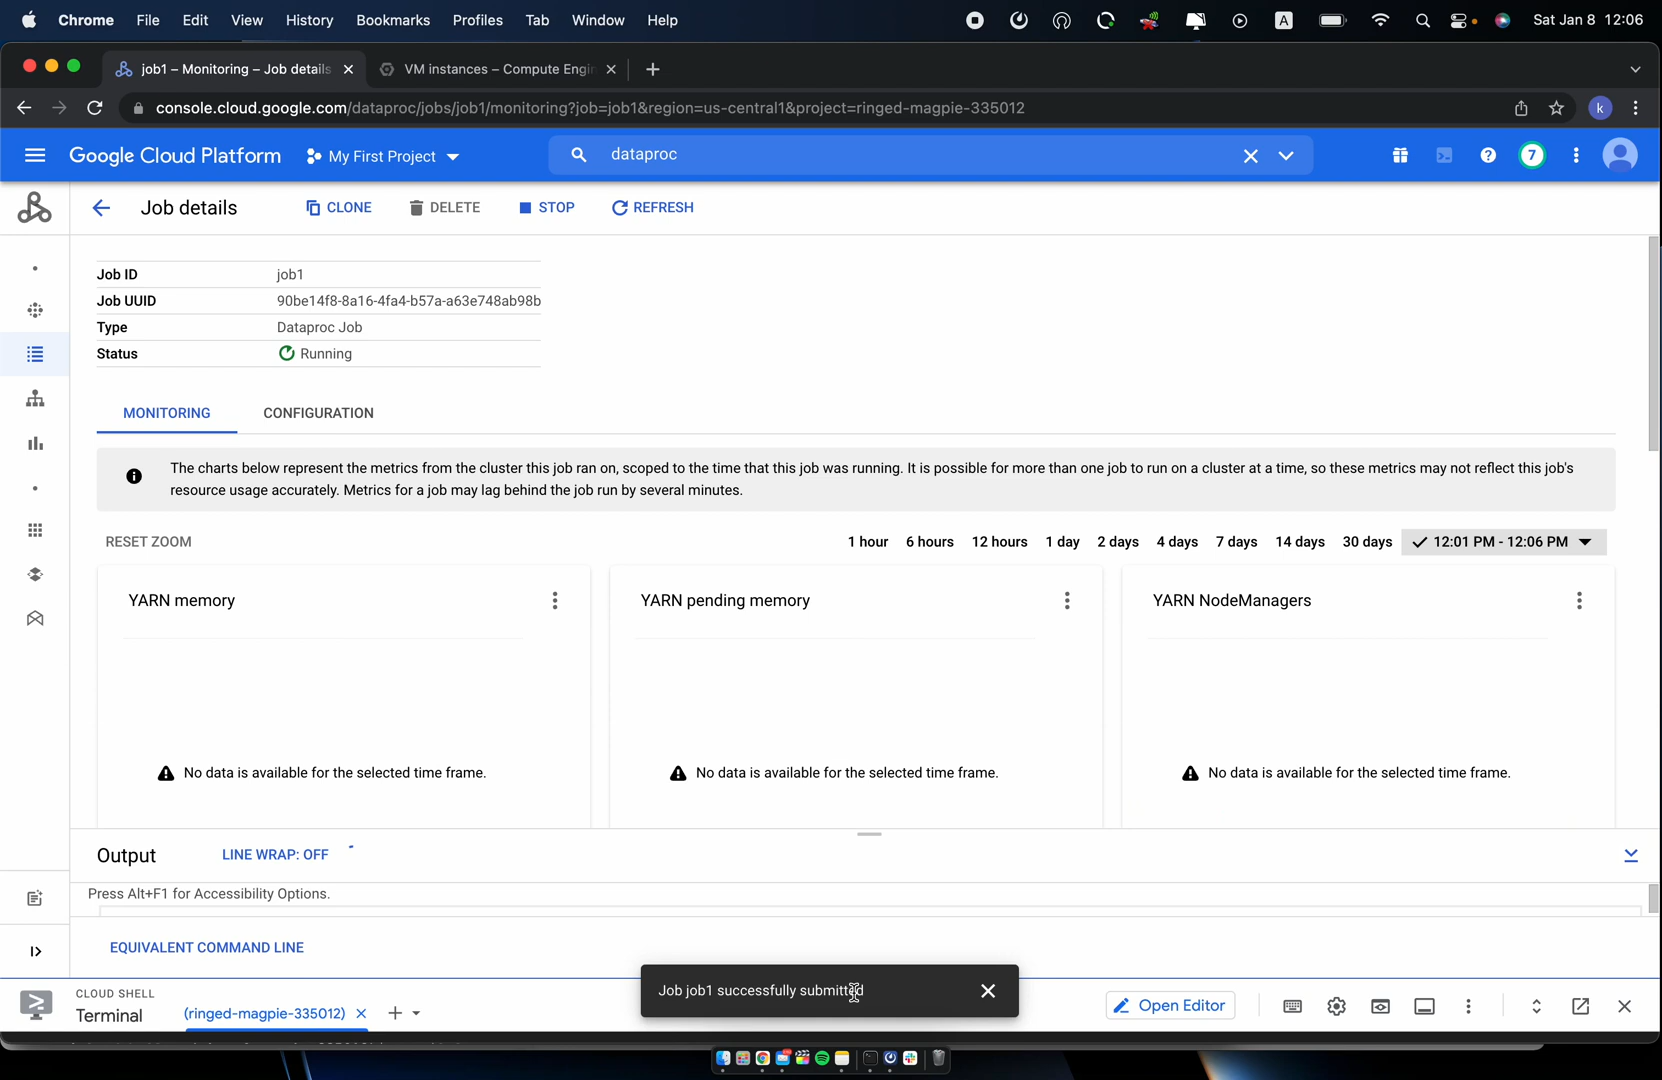 Chrome File Edit View History Bookmarks Profiles Tab Window Help A Sat Jan 8 12:06
job1 – Monitoring – Job details VM instances – Compute Engin
console.cloud.google.com/dataproc/jobs/job1/monitoring?job=job1&region=us-central1&project=ringed-magpie-335012 k
Google Cloud Platform My First Project dataproc 7
Job details CLONE DELETE STOP REFRESH
Job ID job1
Job UUID 90be14f8-8a16-4fa4-b57a-a63e748ab98b
Type Dataproc Job
Status Running
MONITORING CONFIGURATION
The charts below represent the metrics from the cluster this job ran on, scoped to the time that this job was running. It is possible for more than one job to run on a cluster at a time, so these metrics may not reflect this job's
resource usage accurately. Metrics for a job may lag behind the job run by several minutes.
RESET ZOOM 1 hour 6 hours 12 hours 1 day 2 days 4 days 7 days 14 days 30 days 12:01 PM - 12:06 PM
YARN memory YARN pending memory YARN NodeManagers
No data is available for the selected time frame. No data is available for the selected time frame. No data is available for the selected time frame.
Output LINE WRAP: OFF
Press Alt+F1 for Accessibility Options.
EQUIVALENT COMMAND LINE
Job job1 successfully submitted
CLOUD SHELL
Terminal (ringed-magpie-335012) Open Editor